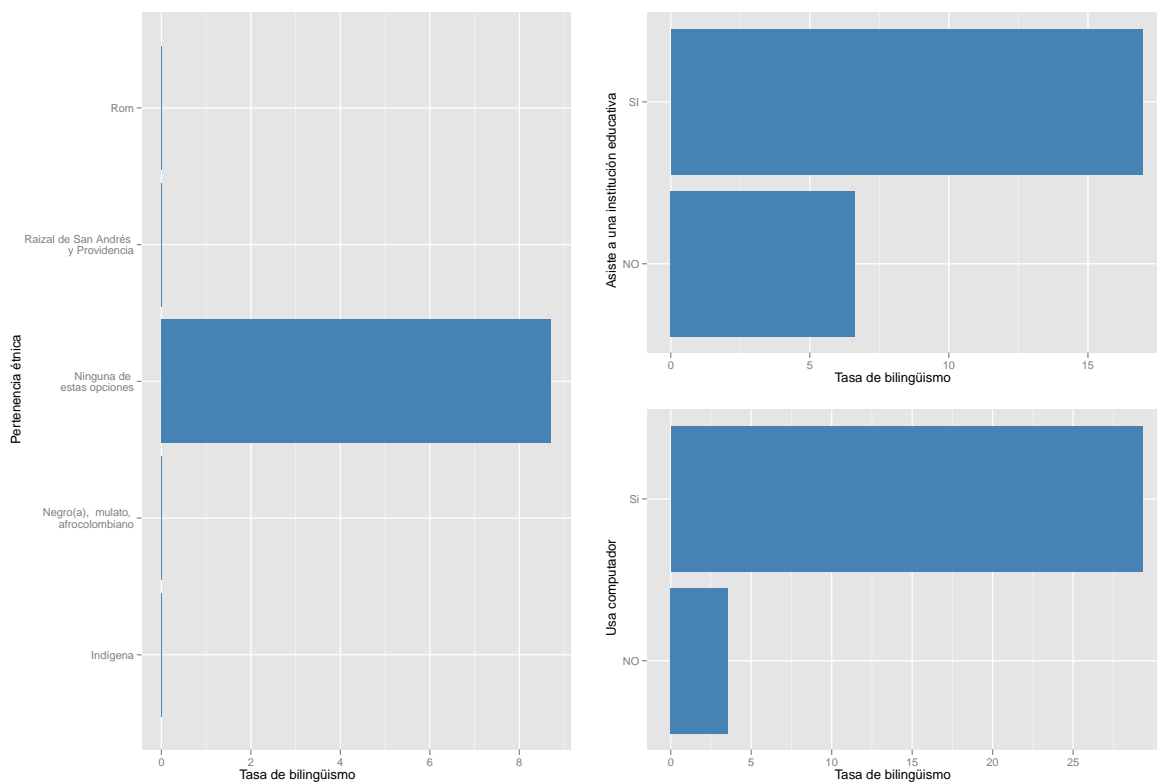 Pertenencia étnica
Rom
Raizal de San Andrés
y Providencia
Ninguna de
estas opciones
Negro(a),  mulato,
afrocolombiano
Indígena
0 2 4 6 8
Tasa de bilingüismo
Asiste a una institución educativa
SI
NO
0 5 10 15
Tasa de bilingüismo
Usa computador
Si
NO
0 5 10 15 20 25
Tasa de bilingüismo